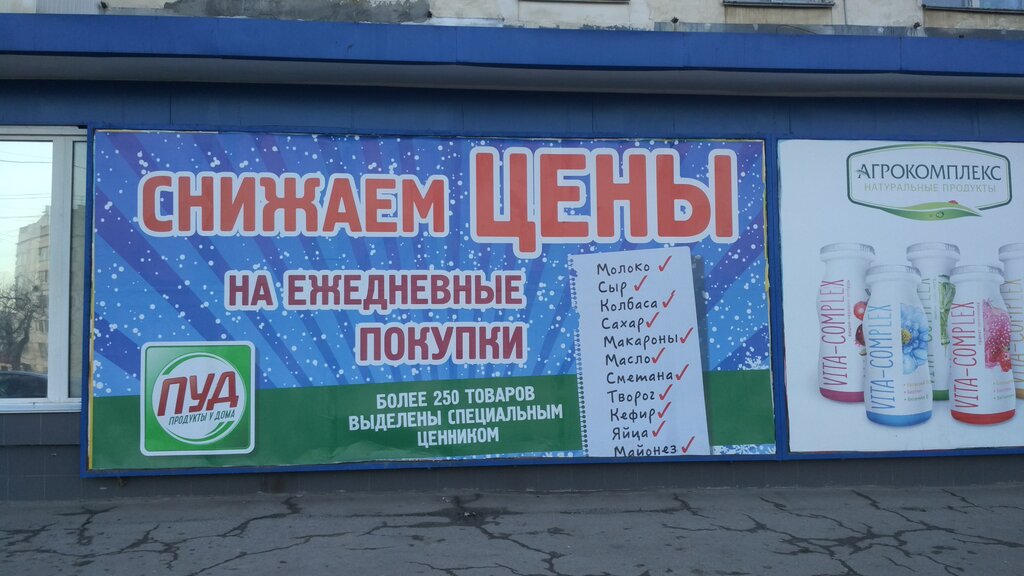 СНИЖАЕМ ЦЕНЫ
НА ЕЖЕДНЕВНЫЕ
ПОКУПКИ
ПУД
ПРОДУКТЫ У ДОМА
БОЛЕЕ 250 ТОВАРОВ
ВЫДЕЛЕНЫ СПЕЦИАЛЬНЫМ
ЦЕННИКОМ
Молоко ✓
Сыр ✓
Колбаса ✓
Сахар ✓
Макароны ✓
Масло ✓
Сметана ✓
Творог ✓
Кефир ✓
Яйца ✓
Майонез ✓
АГРОКОМПЛЕКС
НАТУРАЛЬНЫЕ ПРОДУКТЫ
VITA-COMPLEX
VITA-COMPLEX
VITA-COMPLEX